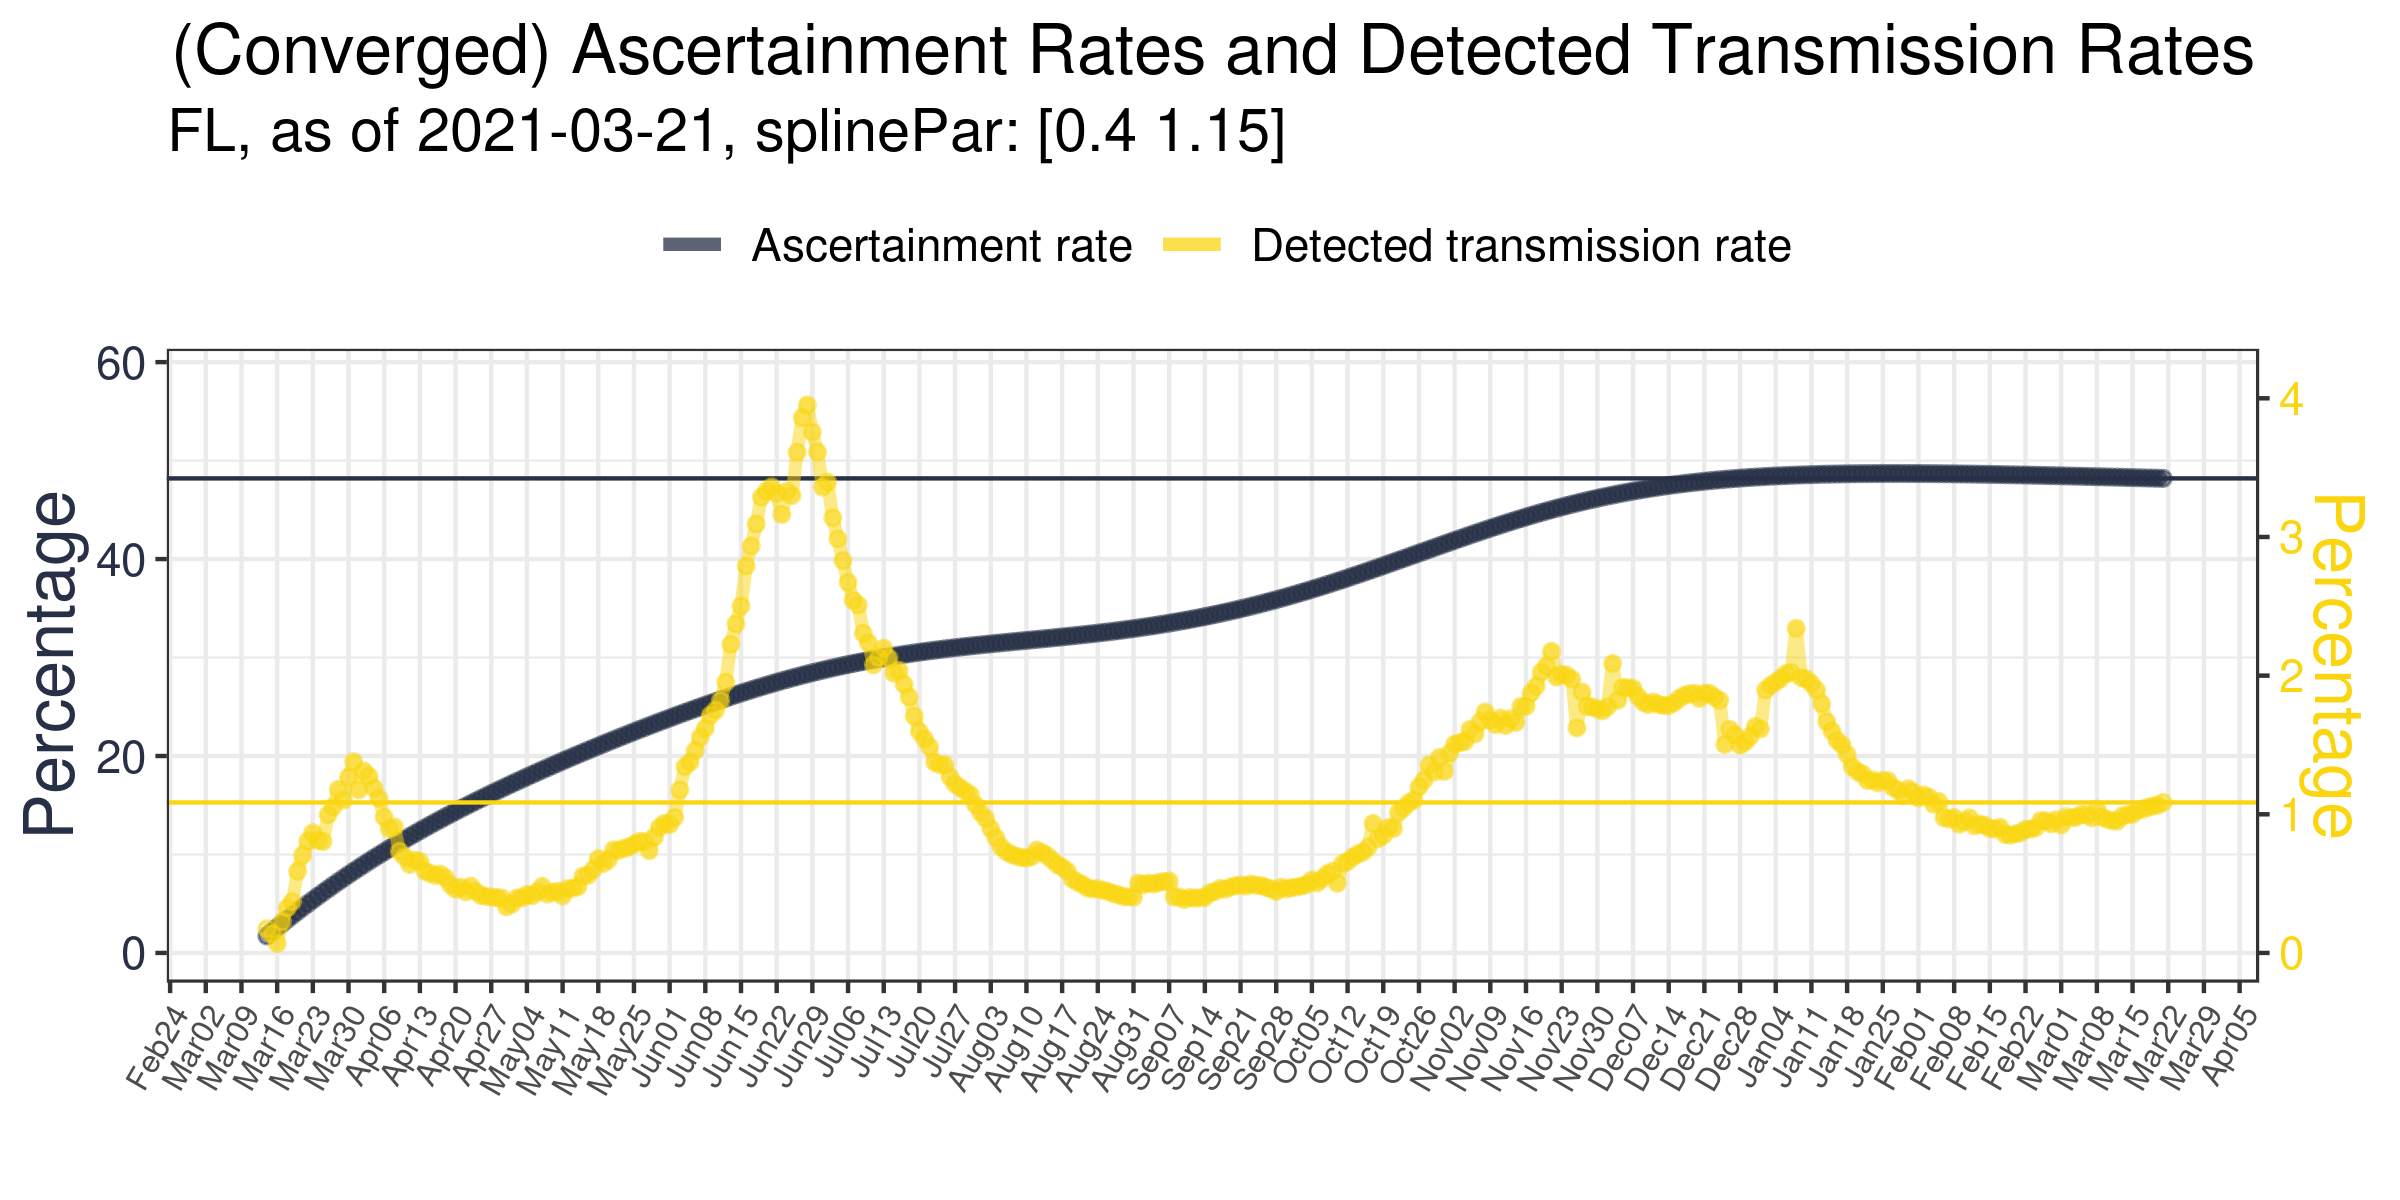 (Converged) Ascertainment Rates and Detected Transmission Rates
FL, as of 2021-03-21, splinePar: [0.4 1.15]
Ascertainment rate
Detected transmission rate
Percentage
60
40
20
0
4
3
2
1
0
Percentage
Feb24
Mar02
Mar09
Mar16
Mar23
Mar30
Apr06
Apr13
Apr20
Apr27
May04
May11
May18
May25
Jun01
Jun08
Jun15
Jun22
Jun29
Jul06
Jul13
Jul20
Jul27
Aug03
Aug10
Aug17
Aug24
Aug31
Sep07
Sep14
Sep21
Sep28
Oct05
Oct12
Oct19
Oct26
Nov02
Nov09
Nov16
Nov23
Nov30
Dec07
Dec14
Dec21
Dec28
Jan04
Jan11
Jan18
Jan25
Feb01
Feb08
Feb15
Feb22
Mar01
Mar08
Mar15
Mar22
Mar29
Apr05